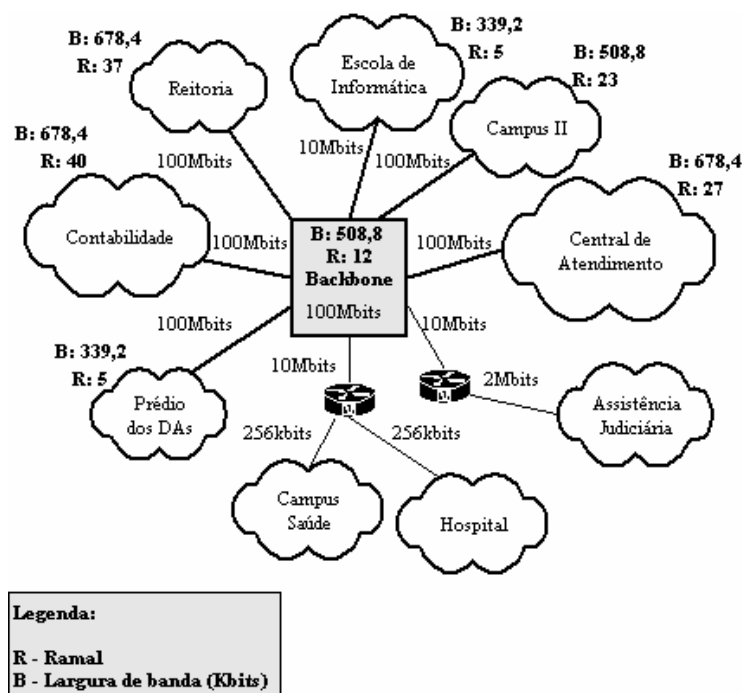 B: 678,4
R: 37
Reitoria
B: 339,2
R: 5
Escola de
Informática
B: 508,8
R: 23
Campus II
B: 678,4
R: 40
Contabilidade
B: 678,4
R: 27
Central de
Atendimento
100Mbits
10Mbits
100Mbits
100Mbits
100Mbits
B: 508,8
R: 12
Backbone
100Mbits
100Mbits
B: 339,2
R: 5
Prédio
dos DAs
10Mbits
10Mbits
2Mbits
Assistência
Judiciária
256kbits
256kbits
Campus
Saúde
Hospital
Legenda:
R - Ramal
B - Largura de banda (Kbits)